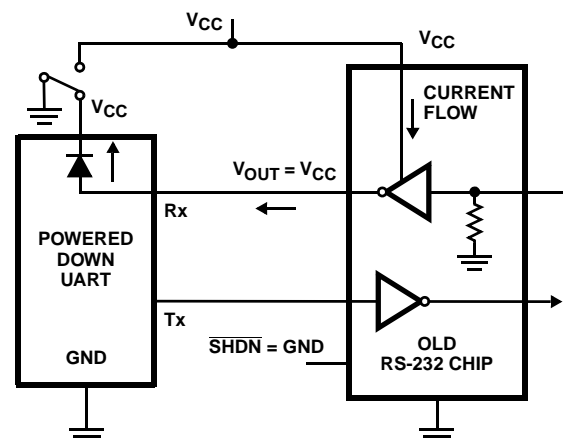 VCC
VCC
CURRENT
FLOW
VCC
VOUT = VCC
Rx
POWERED
DOWN
UART
Tx
GND
SHDN = GND
OLD
RS-232 CHIP